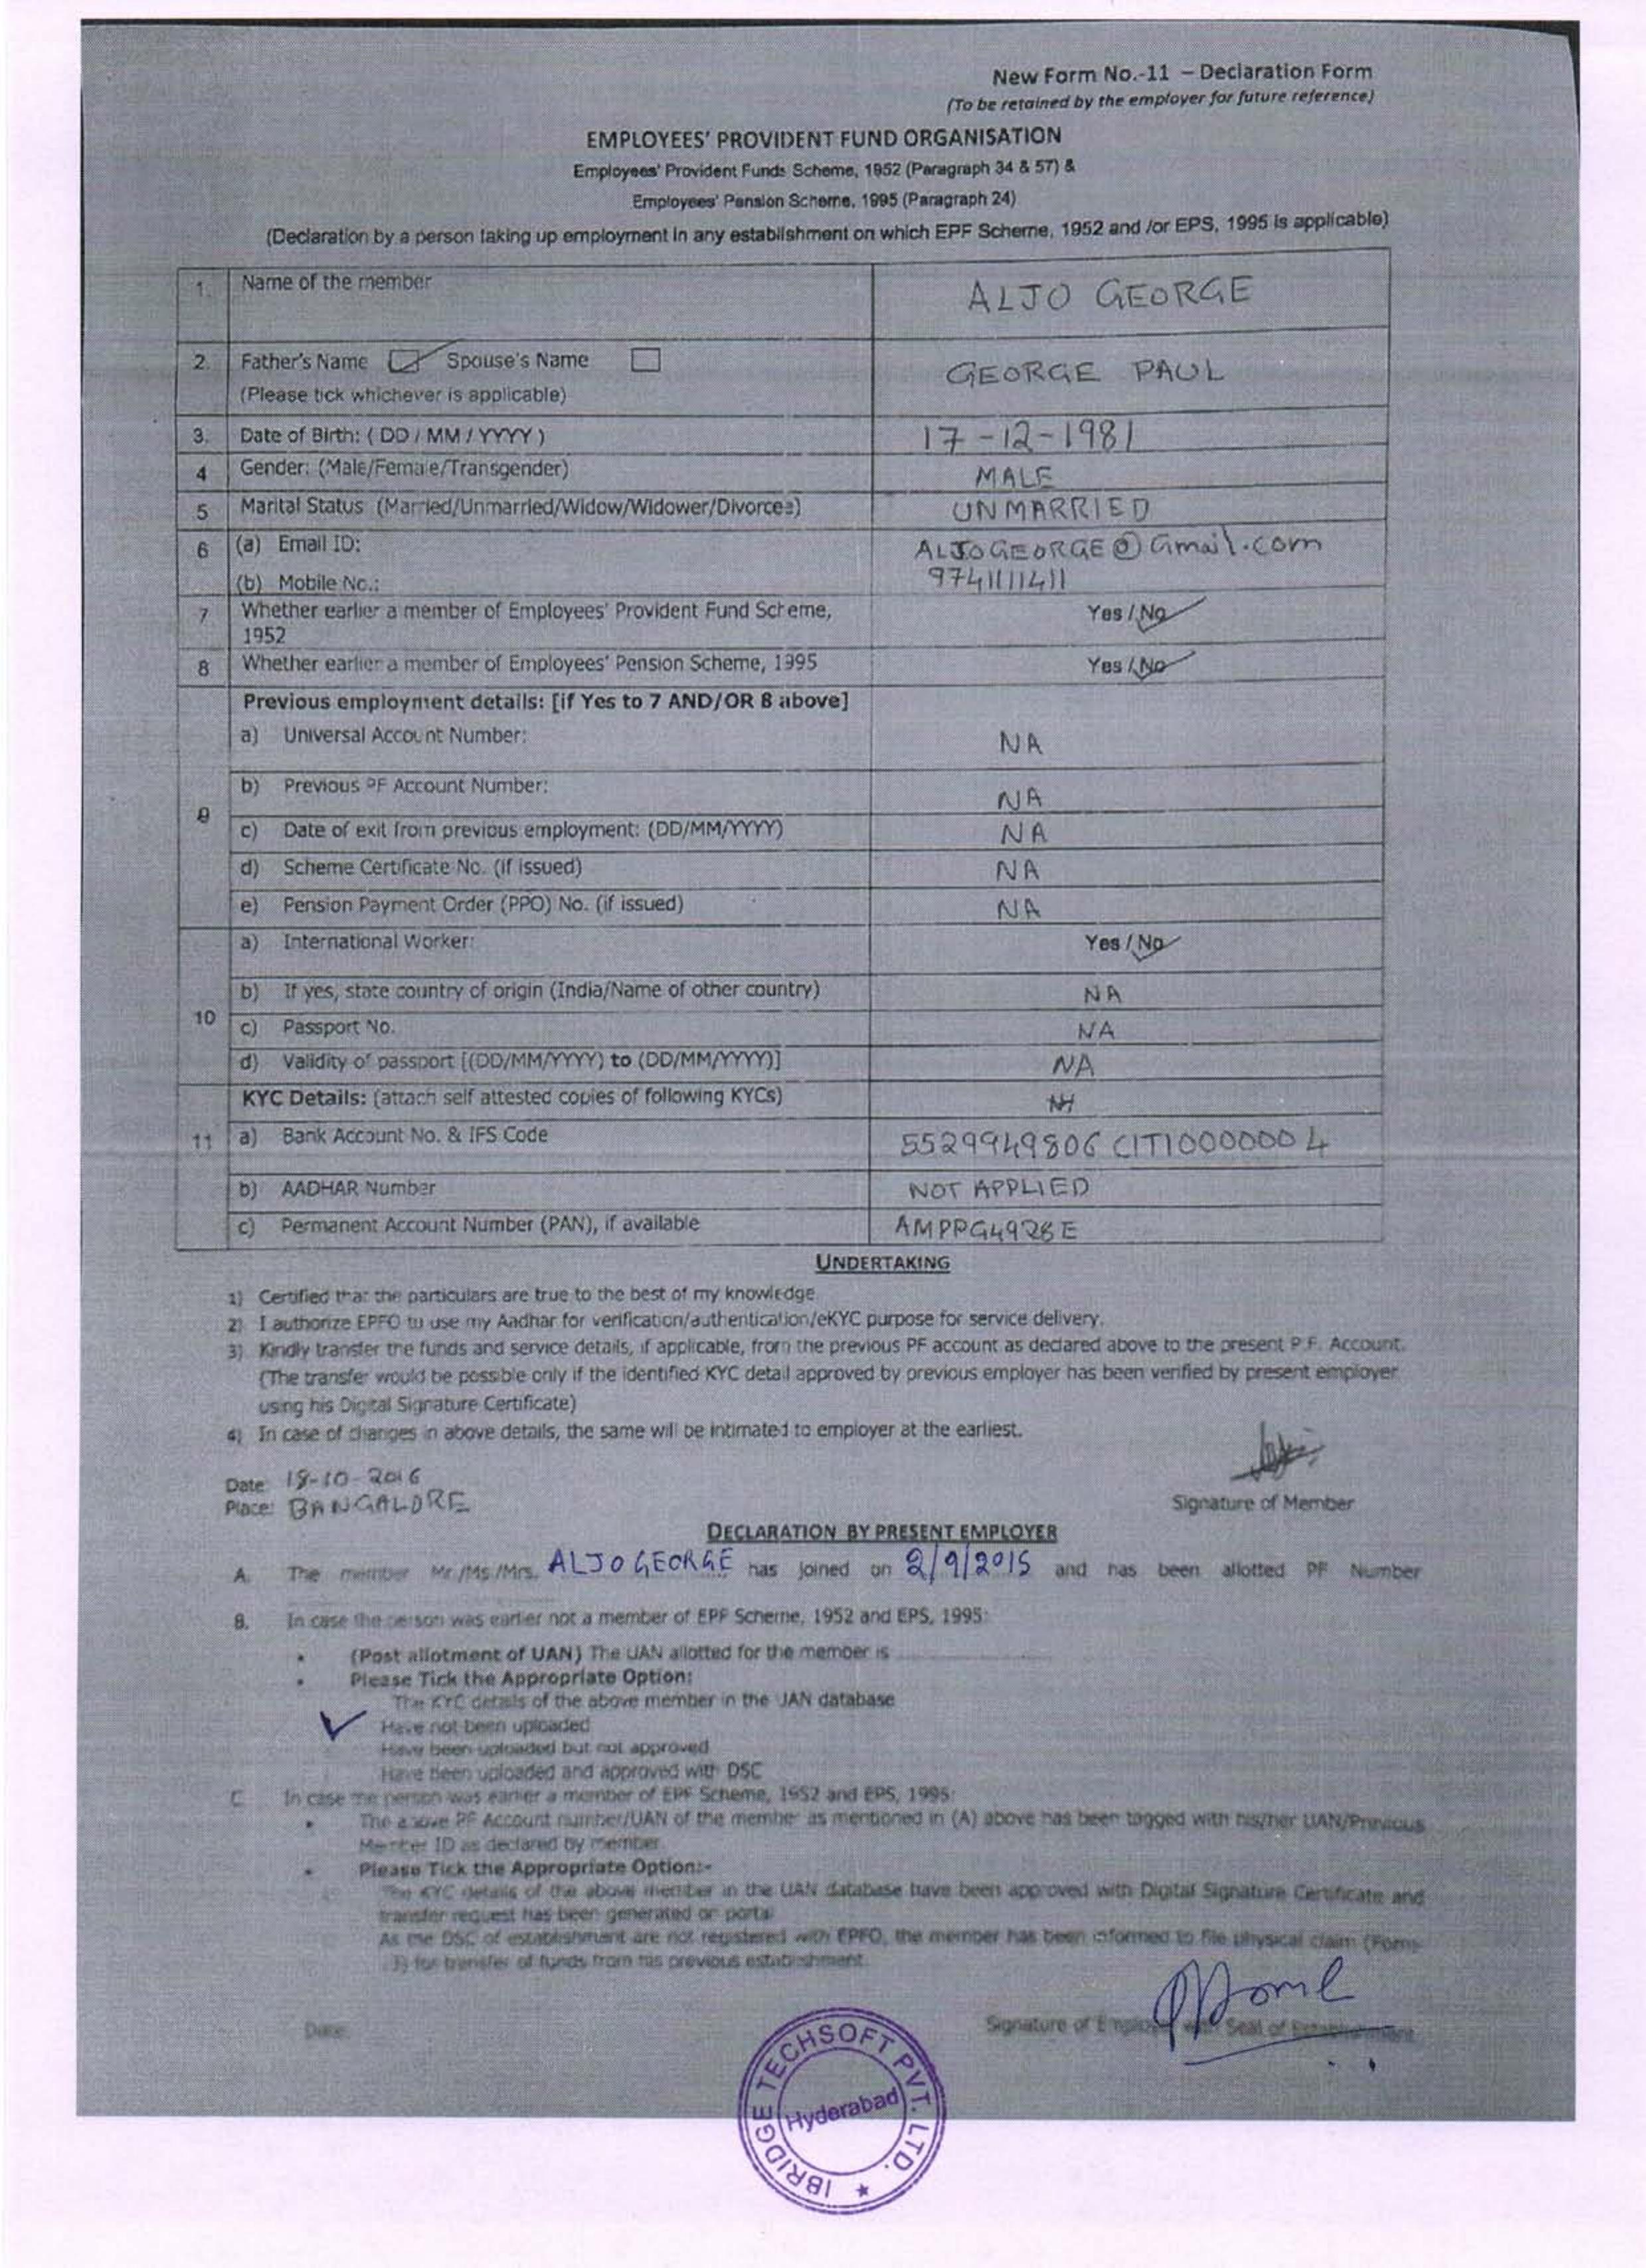 New Form No.-11 – Declaration Form
(To be retained by the employer for future reference)
EMPLOYEES' PROVIDENT FUND ORGANISATION
Employees' Provident Funds Scheme, 1952 (Paragraph 34 & 57) &
Employees' Pension Scheme, 1995 (Paragraph 24)
(Declaration by a person taking up employment in any establishment on which EPF Scheme, 1952 and /or EPS, 1995 is applicable)
1. Name of the member ALJO GEORGE
2. Father's Name Spouse's Name GEORGE PAUL
(Please tick whichever is applicable)
3. Date of Birth: ( DD / MM / YYYY ) 17-12-1981
4 Gender: (Male/Female/Transgender) MALE
5 Marital Status (Married/Unmarried/Widow/Widower/Divorcee) UNMARRIED
6 (a) Email ID: ALJOGEORGE@Gmail.com
(b) Mobile No.: 9741111411
7 Whether earlier a member of Employees' Provident Fund Scheme, Yes / No
1952
8 Whether earlier a member of Employees' Pension Scheme, 1995 Yes / No
Previous employment details: [if Yes to 7 AND/OR 8 above]
9 a) Universal Account Number: NA
b) Previous PF Account Number: NA
c) Date of exit from previous employment: (DD/MM/YYYY) NA
d) Scheme Certificate No. (if issued) NA
e) Pension Payment Order (PPO) No. (if issued) NA
10 a) International Worker: Yes / No
b) If yes, state country of origin (India/Name of other country) NA
c) Passport No. NA
d) Validity of passport [(DD/MM/YYYY) to (DD/MM/YYYY)] NA
KYC Details: (attach self attested copies of following KYCs)
11 a) Bank Account No. & IFS Code 5529949806 CITI0000004
b) AADHAR Number NOT APPLIED
c) Permanent Account Number (PAN), if available AMPPG4928E
UNDERTAKING
1) Certified that the particulars are true to the best of my knowledge
2) I authorize EPFO to use my Aadhar for verification/authentication/eKYC purpose for service delivery.
3) Kindly transfer the funds and service details, if applicable, from the previous PF account as declared above to the present P.F. Account.
(The transfer would be possible only if the identified KYC detail approved by previous employer has been verified by present employer
using his Digital Signature Certificate)
4) In case of changes in above details, the same will be intimated to employer at the earliest.
Date: 18-10-2016
Place: BANGALORE
Signature of Member
DECLARATION BY PRESENT EMPLOYER
A. The member Mr./Ms./Mrs. ALJO GEORGE has joined on 2/9/2015 and has been allotted PF Number
B. In case the person was earlier not a member of EPF Scheme, 1952 and EPS, 1995:
• (Post allotment of UAN) The UAN allotted for the member is
• Please Tick the Appropriate Option:
The KYC details of the above member in the UAN database
Have not been uploaded
Have been uploaded but not approved
Have been uploaded and approved with DSC
C. In case the person was earlier a member of EPF Scheme, 1952 and EPS, 1995:
• The above PF Account number/UAN of the member as mentioned in (A) above has been tagged with his/her UAN/Previous
Member ID as declared by member.
• Please Tick the Appropriate Option:-
The KYC details of the above member in the UAN database have been approved with Digital Signature Certificate and
transfer request has been generated on portal
As the DSC of establishment are not registered with EPFO, the member has been informed to file physical claim (Form-
13) for transfer of funds from his previous establishment.
Date:
Signature of Employer with Seal of Establishment
IBRIDGE TECHSOFT PVT. LTD.
Hyderabad